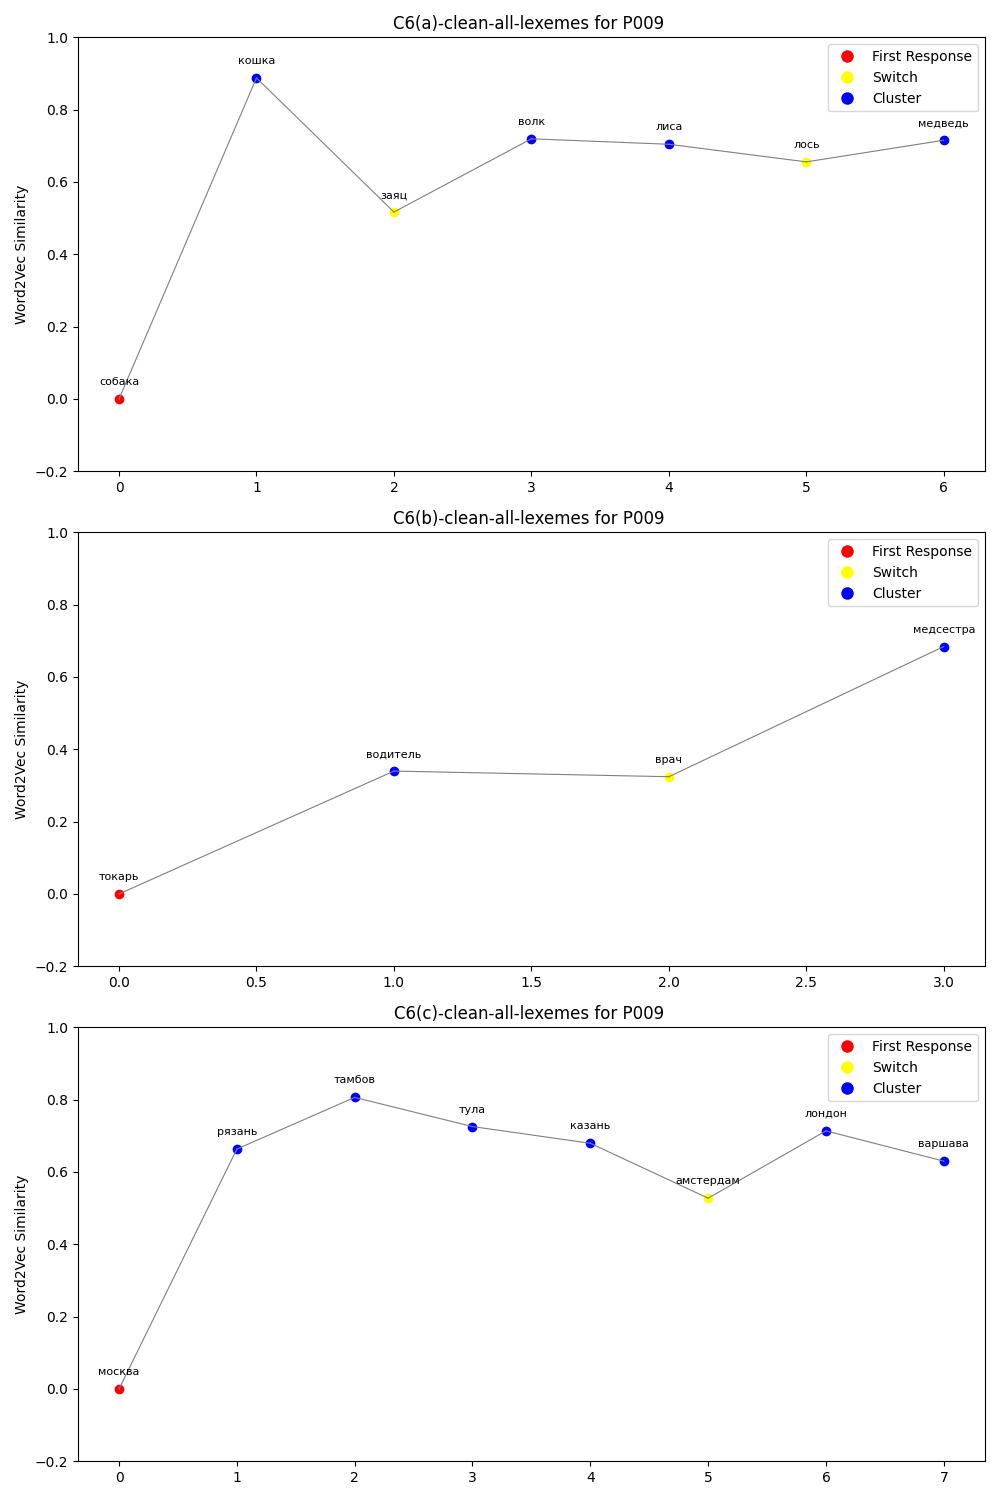 C6(a)-clean-all-lexemes for P009
Word2Vec Similarity
1.0
0.8
0.6
0.4
0.2
0.0
−0.2
First Response
Switch
Cluster
собака
кошка
заяц
волк
лиса
лось
медведь
0 1 2 3 4 5 6
C6(b)-clean-all-lexemes for P009
Word2Vec Similarity
1.0
0.8
0.6
0.4
0.2
0.0
−0.2
First Response
Switch
Cluster
токарь
водитель
врач
медсестра
0.0 0.5 1.0 1.5 2.0 2.5 3.0
C6(c)-clean-all-lexemes for P009
Word2Vec Similarity
1.0
0.8
0.6
0.4
0.2
0.0
−0.2
First Response
Switch
Cluster
москва
рязань
тамбов
тула
казань
амстердам
лондон
варшава
0 1 2 3 4 5 6 7